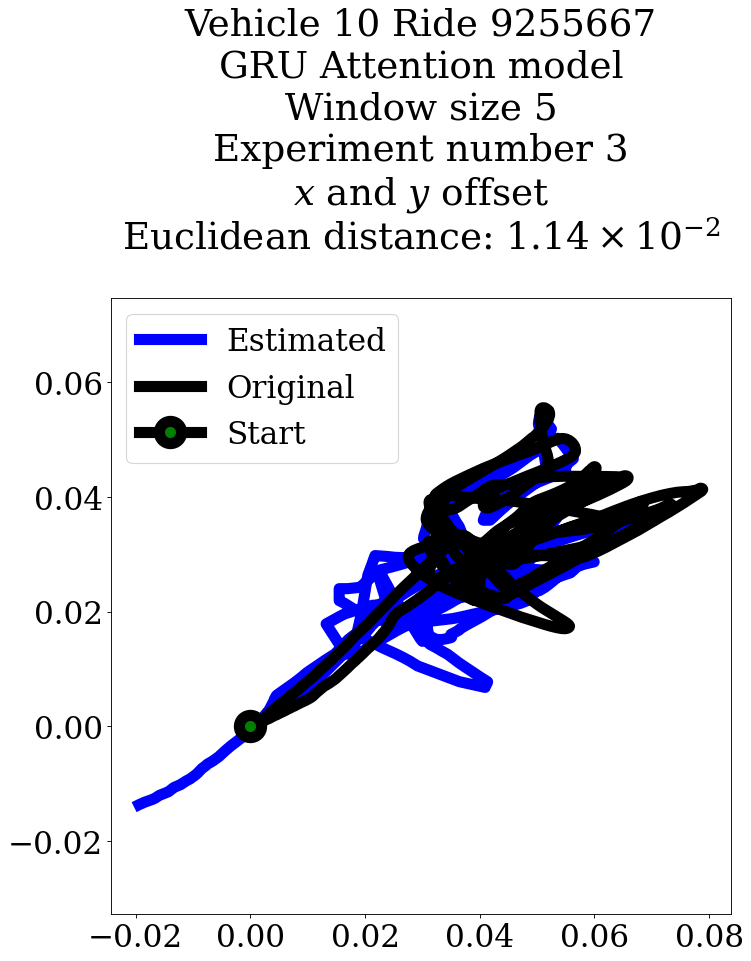 Vehicle 10 Ride 9255667
GRU Attention model
Window size 5
Experiment number 3
x and y offset
Euclidean distance: 1.14 × 10⁻²
Estimated
Original
Start
0.06
0.04
0.02
0.00
−0.02
−0.02 0.00 0.02 0.04 0.06 0.08